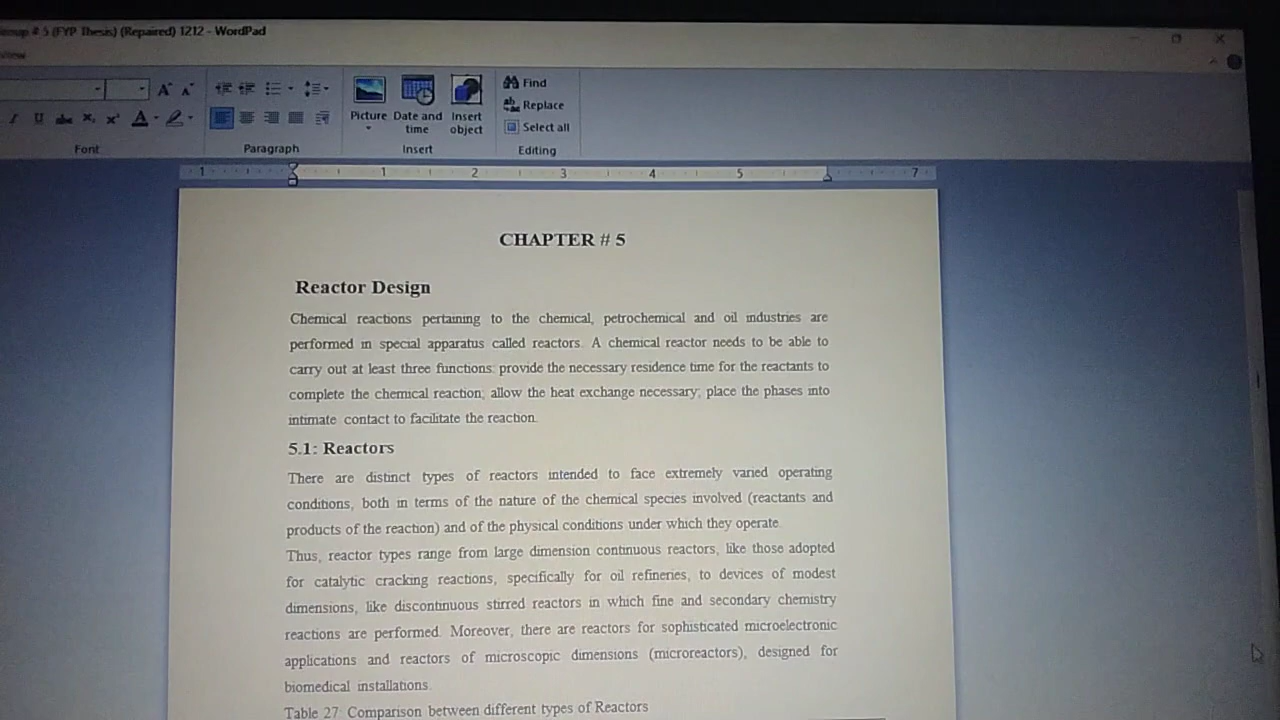 # 5 (FYP Thesis) (Repaired) 1212 - WordPad
View
Find
Replace
Select all
Picture
Date and time
Insert object
Font
Paragraph
Insert
Editing
1 1 2 3 4 5 7
CHAPTER # 5
Reactor Design
Chemical reactions pertaining to the chemical, petrochemical and oil industries are
performed in special apparatus called reactors. A chemical reactor needs to be able to
carry out at least three functions: provide the necessary residence time for the reactants to
complete the chemical reaction; allow the heat exchange necessary; place the phases into
intimate contact to facilitate the reaction.
5.1: Reactors
There are distinct types of reactors intended to face extremely varied operating
conditions, both in terms of the nature of the chemical species involved (reactants and
products of the reaction) and of the physical conditions under which they operate.
Thus, reactor types range from large dimension continuous reactors, like those adopted
for catalytic cracking reactions, specifically for oil refineries, to devices of modest
dimensions, like discontinuous stirred reactors in which fine and secondary chemistry
reactions are performed. Moreover, there are reactors for sophisticated microelectronic
applications and reactors of microscopic dimensions (microreactors), designed for
biomedical installations.
Table 27: Comparison between different types of Reactors